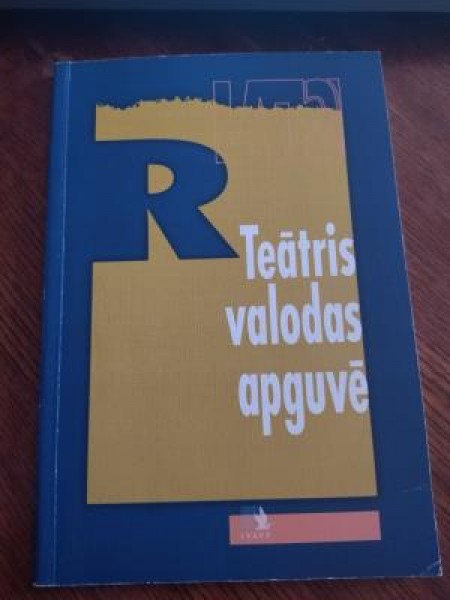 R
Teātris
valodas
apguvē